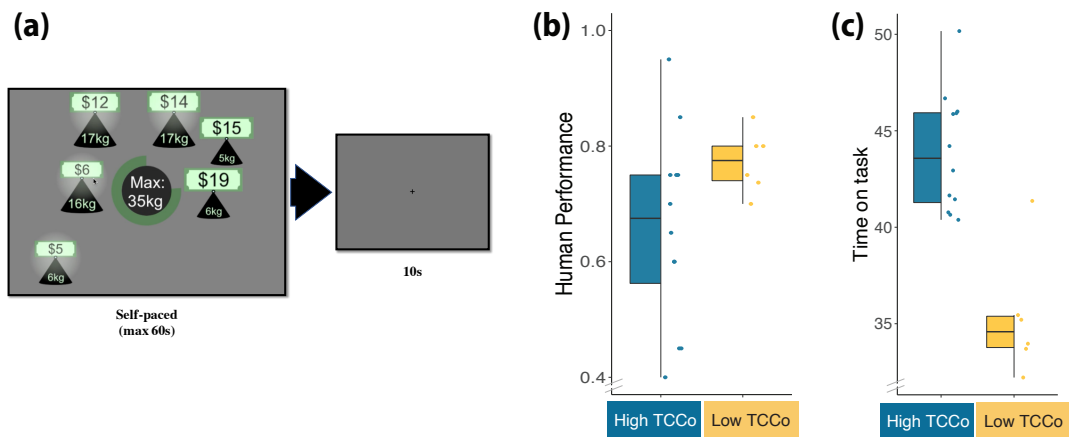 (a)
$12
17kg
$14
17kg
$15
5kg
$6
16kg
Max:
35kg
$19
6kg
$5
6kg
Self-paced
(max 60s)
10s
(b)
Human Performance
1.0
0.8
0.6
0.4
High TCCo
Low TCCo
(c)
Time on task
50
45
40
35
High TCCo
Low TCCo